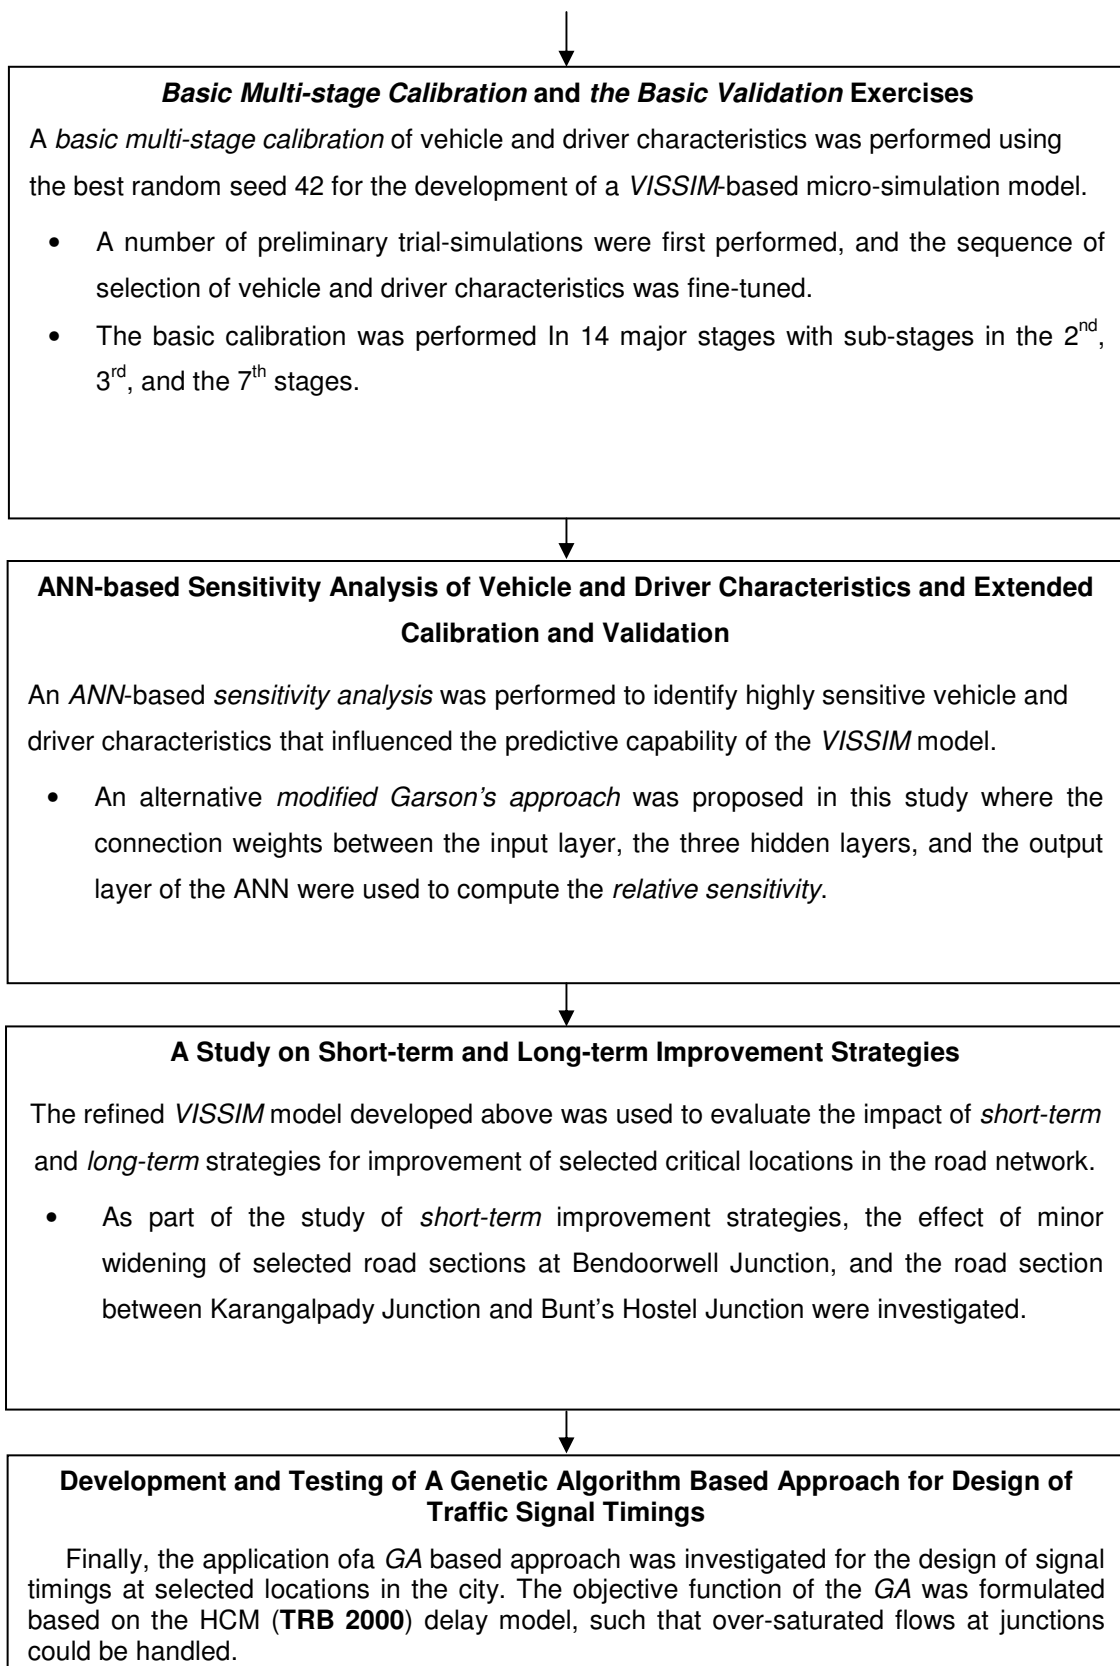 Basic Multi-stage Calibration and the Basic Validation Exercises
A basic multi-stage calibration of vehicle and driver characteristics was performed using
the best random seed 42 for the development of a VISSIM-based micro-simulation model.
• A number of preliminary trial-simulations were first performed, and the sequence of
selection of vehicle and driver characteristics was fine-tuned.
• The basic calibration was performed In 14 major stages with sub-stages in the 2nd,
3rd, and the 7th stages.
ANN-based Sensitivity Analysis of Vehicle and Driver Characteristics and Extended
Calibration and Validation
An ANN-based sensitivity analysis was performed to identify highly sensitive vehicle and
driver characteristics that influenced the predictive capability of the VISSIM model.
• An alternative modified Garson's approach was proposed in this study where the
connection weights between the input layer, the three hidden layers, and the output
layer of the ANN were used to compute the relative sensitivity.
A Study on Short-term and Long-term Improvement Strategies
The refined VISSIM model developed above was used to evaluate the impact of short-term
and long-term strategies for improvement of selected critical locations in the road network.
• As part of the study of short-term improvement strategies, the effect of minor
widening of selected road sections at Bendoorwell Junction, and the road section
between Karangalpady Junction and Bunt's Hostel Junction were investigated.
Development and Testing of A Genetic Algorithm Based Approach for Design of
Traffic Signal Timings
Finally, the application ofa GA based approach was investigated for the design of signal
timings at selected locations in the city. The objective function of the GA was formulated
based on the HCM (TRB 2000) delay model, such that over-saturated flows at junctions
could be handled.